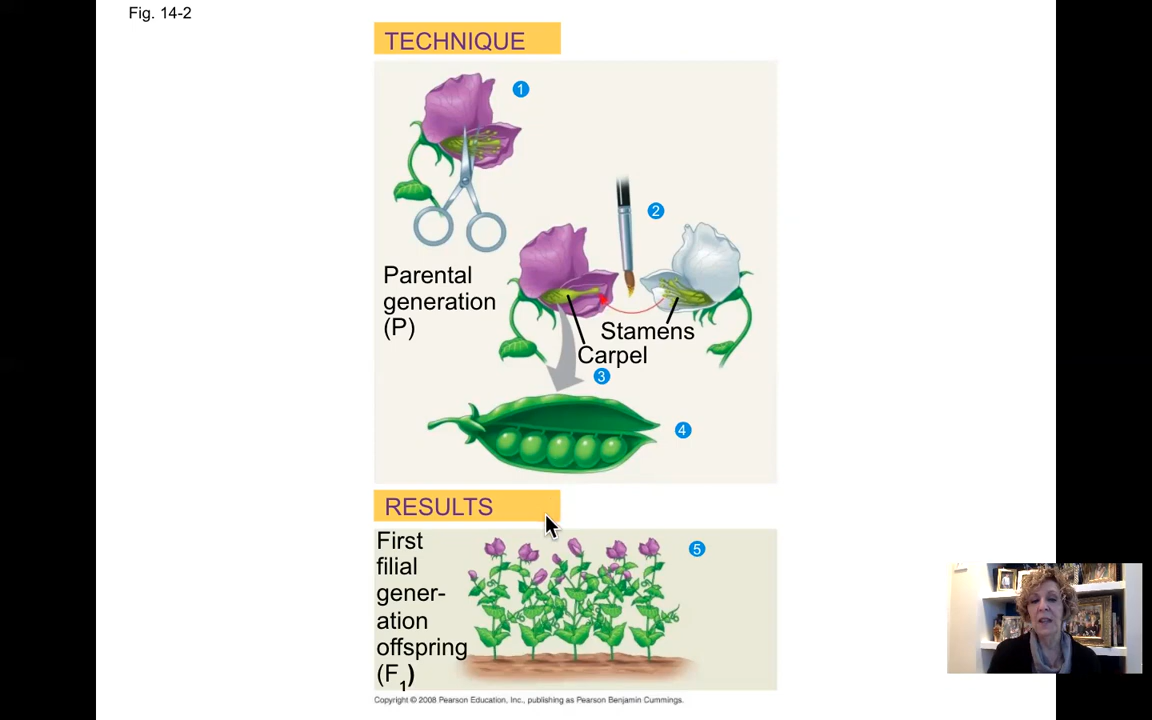 Fig. 14-2
TECHNIQUE
1
2
Parental
generation
(P)
Stamens
Carpel
3
4
RESULTS
First
filial
gener-
ation
offspring
(F1)
5
Copyright © 2008 Pearson Education, Inc., publishing as Pearson Benjamin Cummings.